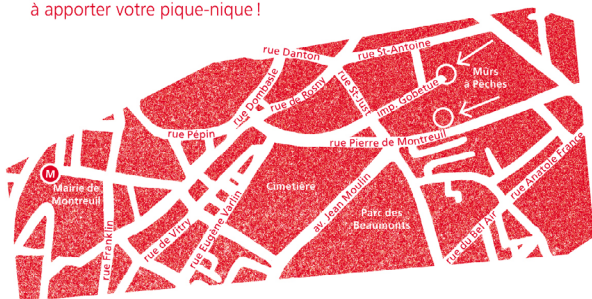 à apporter votre pique-nique !
rue Danton
rue St-Antoine
Murs
à Pêches
rue Dombasle
rue de Rosny
rue St-Just
imp. Gobétue
rue Pépin
rue Pierre de Montreuil
M
Mairie de
Montreuil
Cimetière
rue Anatole France
rue Franklin
rue de Vitry
rue Eugène Varlin
av. Jean Moulin
Parc des
Beaumonts
rue du Bel Air